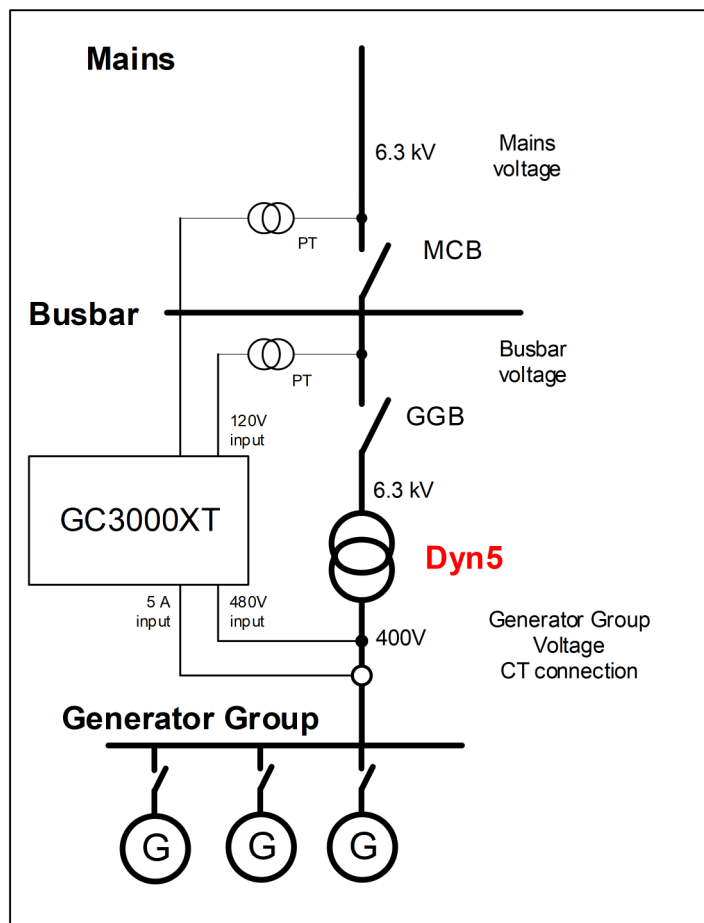 Mains
6.3 kV
Mains
voltage
PT
MCB
Busbar
Busbar
voltage
PT
120V
input
GGB
GC3000XT
6.3 kV
Dyn5
5 A
input
480V
input
400V
Generator Group
Voltage
CT connection
Generator Group
G
G
G